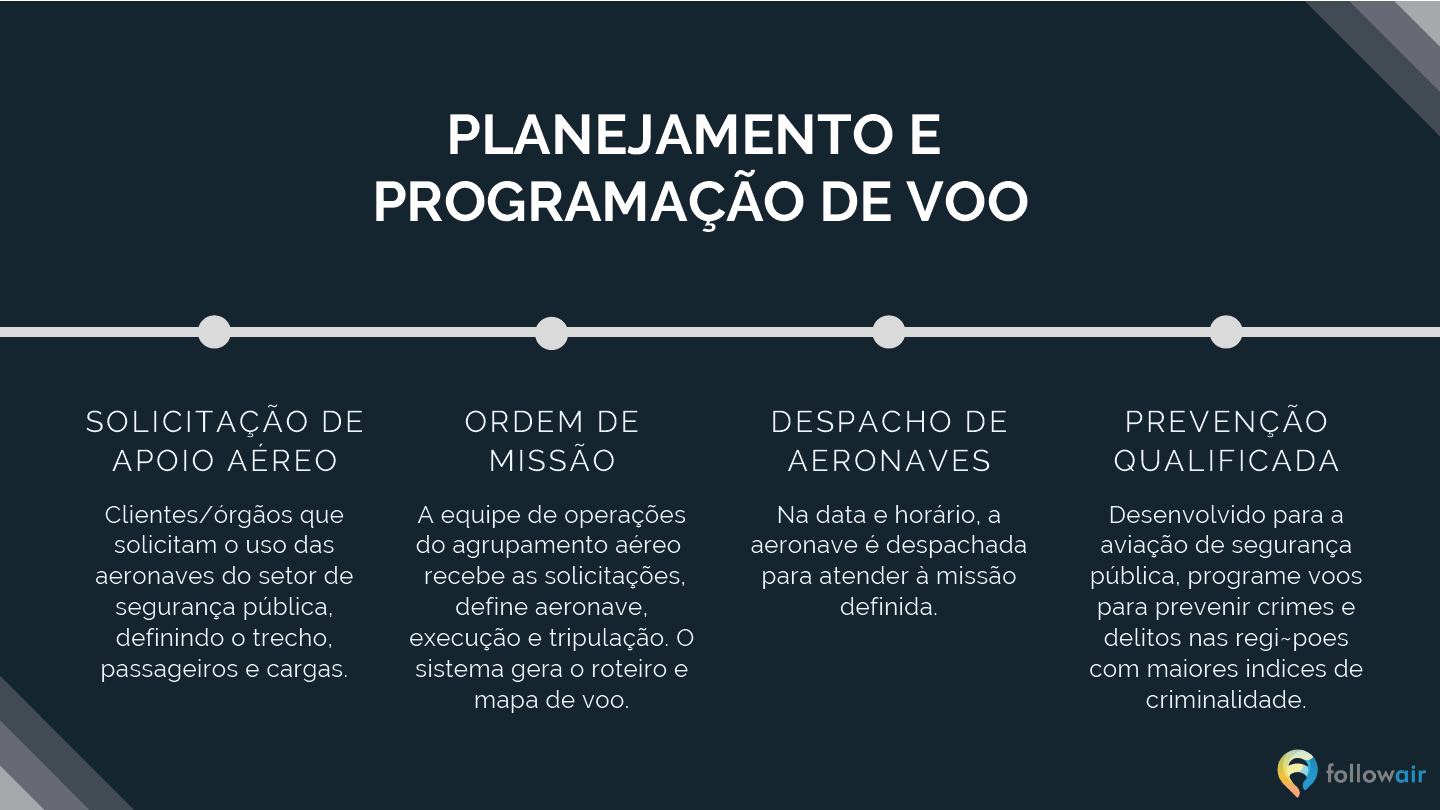 PLANEJAMENTO E
PROGRAMAÇÃO DE VOO
SOLICITAÇÃO DE
APOIO AÉREO
Clientes/órgãos que
solicitam o uso das
aeronaves do setor de
segurança pública,
definindo o trecho,
passageiros e cargas.
ORDEM DE
MISSÃO
A equipe de operações
do agrupamento aéreo
recebe as solicitações,
define aeronave,
execução e tripulação. O
sistema gera o roteiro e
mapa de voo.
DESPACHO DE
AERONAVES
Na data e horário, a
aeronave é despachada
para atender à missão
definida.
PREVENÇÃO
QUALIFICADA
Desenvolvido para a
aviação de segurança
pública, programe voos
para prevenir crimes e
delitos nas regi~poes
com maiores indices de
criminalidade.
followair